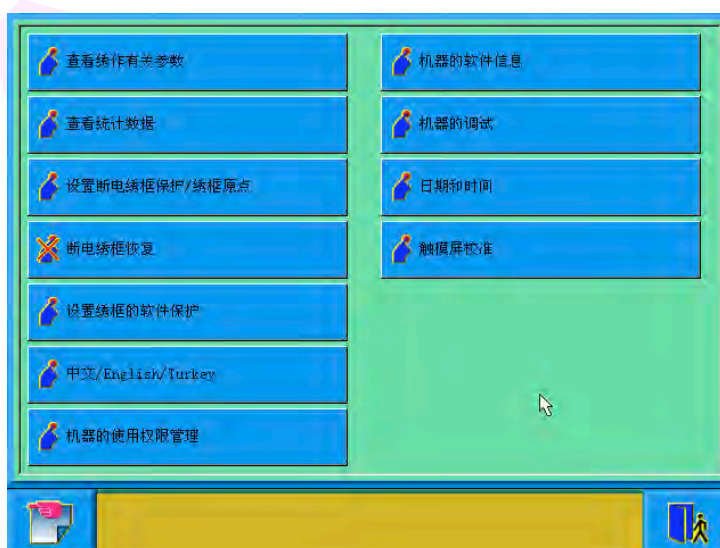 查看绣作有关参数
查看统计数据
设置断电绣框保护/绣框原点
断电绣框恢复
设置绣框的软件保护
中文/English/Turkey
机器的使用权限管理
机器的软件信息
机器的调试
日期和时间
触摸屏校准